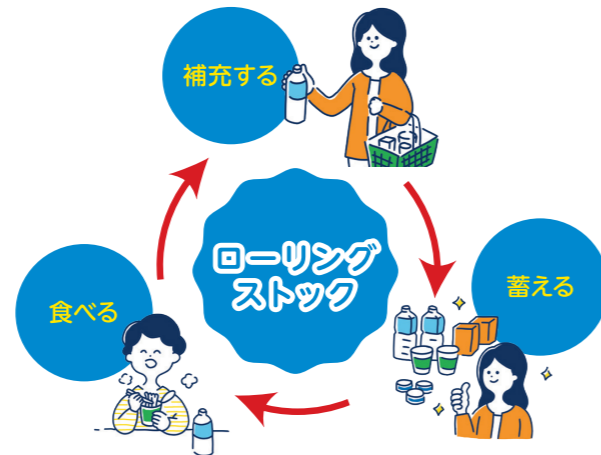 補充する
ローリング
ストック
蓄える
食べる